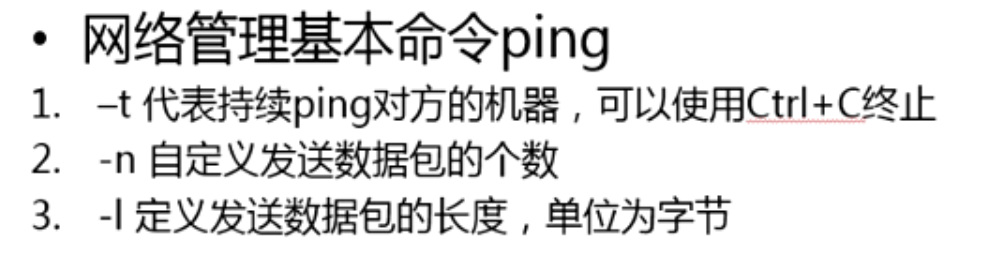 • 网络管理基本命令ping
1. –t 代表持续ping对方的机器，可以使用Ctrl+C终止
2. -n 自定义发送数据包的个数
3. -l 定义发送数据包的长度，单位为字节